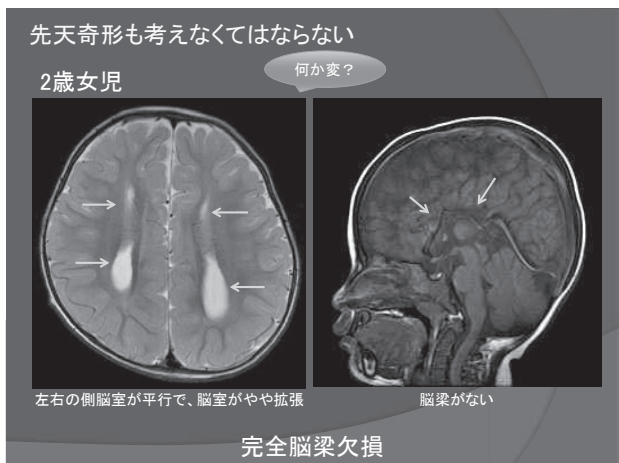 先天奇形も考えなくてはならない
何か変？
2歳女児
左右の側脳室が平行で、脳室がやや拡張
脳梁がない
完全脳梁欠損